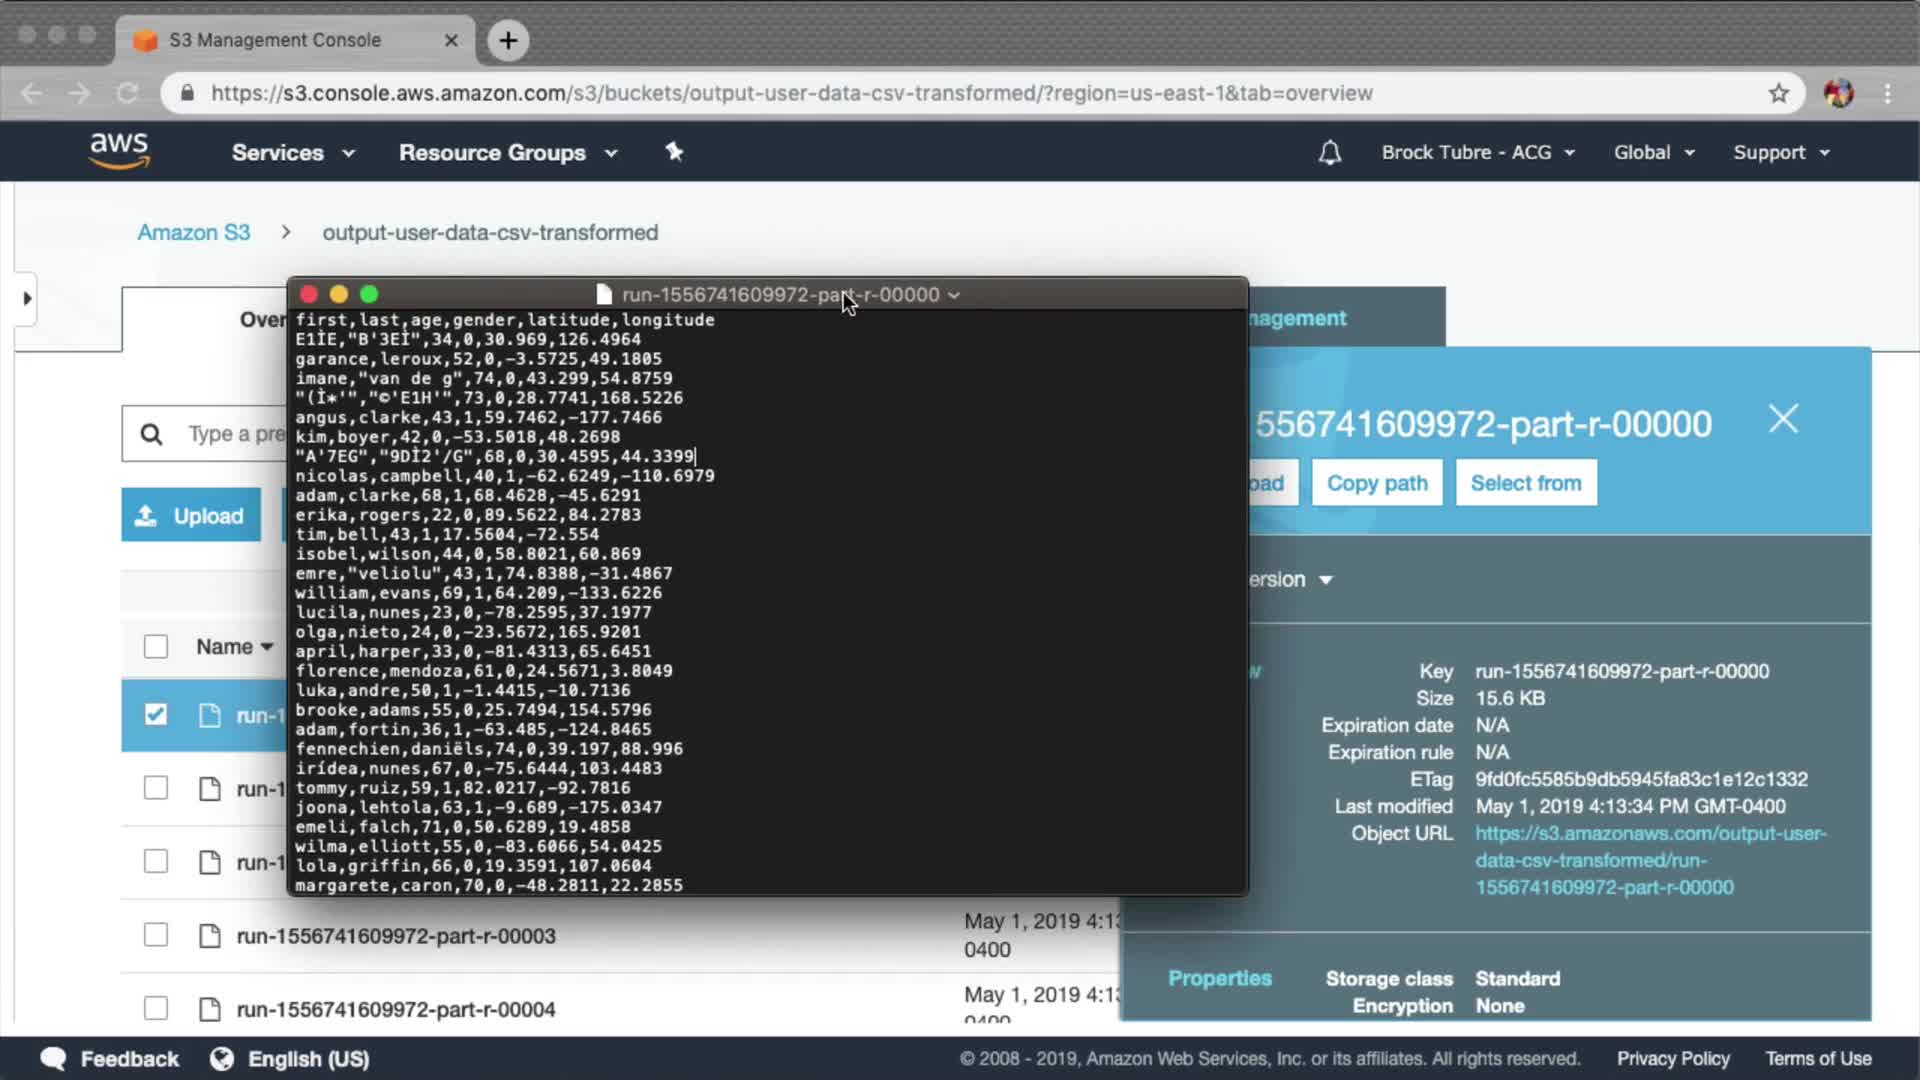 S3 Management Console
https://s3.console.aws.amazon.com/s3/buckets/output-user-data-csv-transformed/?region=us-east-1&tab=overview
aws
Services
Resource Groups
Brock Tubre - ACG
Global
Support
Amazon S3
output-user-data-csv-transformed
Over
nagement
run-1556741609972-part-r-00000
first,last,age,gender,latitude,longitude
E1ÌE,"B'3EÌ",34,0,30.969,126.4964
garance,leroux,52,0,-3.5725,49.1805
imane,"van de g",74,0,43.299,54.8759
"(Ì*'","©'E1H'",73,0,28.7741,168.5226
angus,clarke,43,1,59.7462,-177.7466
kim,boyer,42,0,-53.5018,48.2698
"A'7EG","9DÌ2'/G",68,0,30.4595,44.3399
nicolas,campbell,40,1,-62.6249,-110.6979
adam,clarke,68,1,68.4628,-45.6291
erika,rogers,22,0,89.5622,84.2783
tim,bell,43,1,17.5604,-72.554
isobel,wilson,44,0,58.8021,60.869
emre,"veliolu",43,1,74.8388,-31.4867
william,evans,69,1,64.209,-133.6226
lucila,nunes,23,0,-78.2595,37.1977
olga,nieto,24,0,-23.5672,165.9201
april,harper,33,0,-81.4313,65.6451
florence,mendoza,61,0,24.5671,3.8049
luka,andre,50,1,-1.4415,-10.7136
brooke,adams,55,0,25.7494,154.5796
adam,fortin,36,1,-63.485,-124.8465
fennechien,daniëls,74,0,39.197,88.996
irídea,nunes,67,0,-75.6444,103.4483
tommy,ruiz,59,1,82.0217,-92.7816
joona,lehtola,63,1,-9.689,-175.0347
emeli,falch,71,0,50.6289,19.4858
wilma,elliott,55,0,-83.6066,54.0425
lola,griffin,66,0,19.3591,107.0604
margarete,caron,70,0,-48.2811,22.2855
Type a pre
Upload
Name
run-1
run-1
run-1
run-1556741609972-part-r-00003
May 1, 2019 4:13
0400
run-1556741609972-part-r-00004
May 1, 2019 4:13
0400
556741609972-part-r-00000
oad
Copy path
Select from
ersion
w
Key run-1556741609972-part-r-00000
Size 15.6 KB
Expiration date N/A
Expiration rule N/A
ETag 9fd0fc5585b9db5945fa83c1e12c1332
Last modified May 1, 2019 4:13:34 PM GMT-0400
Object URL https://s3.amazonaws.com/output-user-
data-csv-transformed/run-
1556741609972-part-r-00000
Properties
Storage class Standard
Encryption None
Feedback
English (US)
© 2008 - 2019, Amazon Web Services, Inc. or its affiliates. All rights reserved.
Privacy Policy
Terms of Use